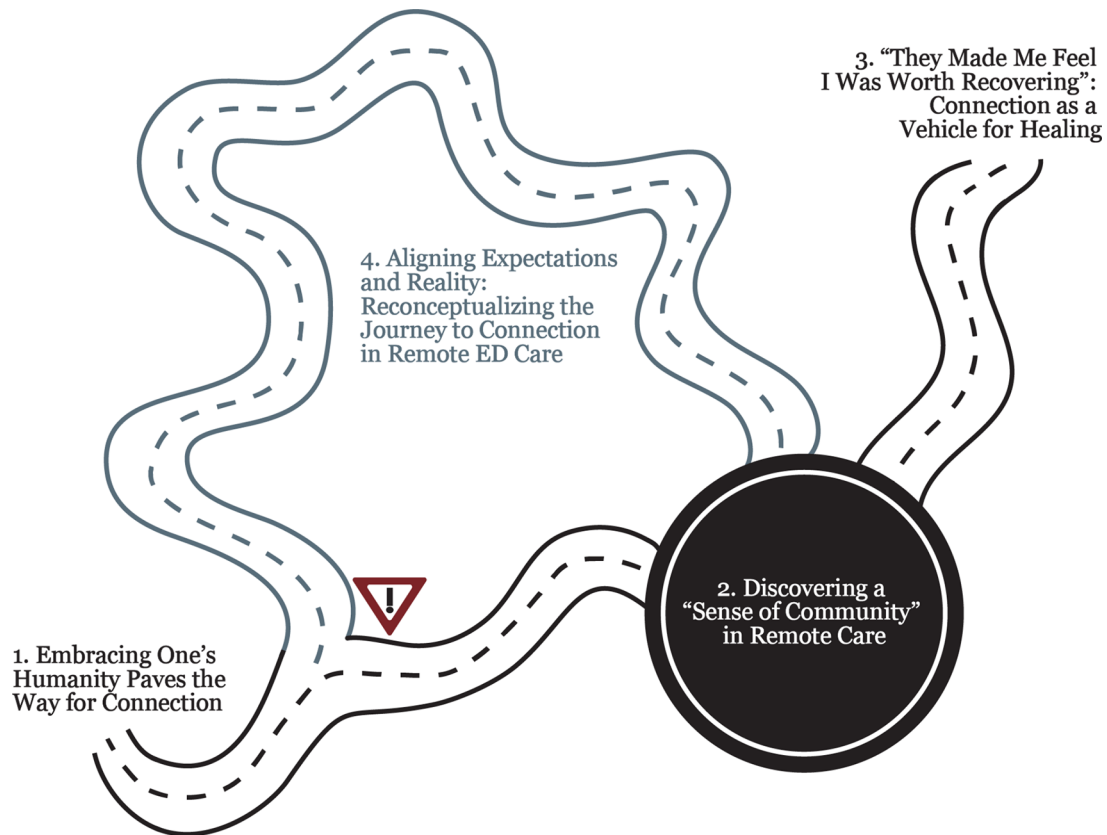 3. “They Made Me Feel
I Was Worth Recovering”:
Connection as a
Vehicle for Healing
4. Aligning Expectations
and Reality:
Reconceptualizing the
Journey to Connection
in Remote ED Care
!
2. Discovering a
“Sense of Community”
in Remote Care
1. Embracing One’s
Humanity Paves the
Way for Connection